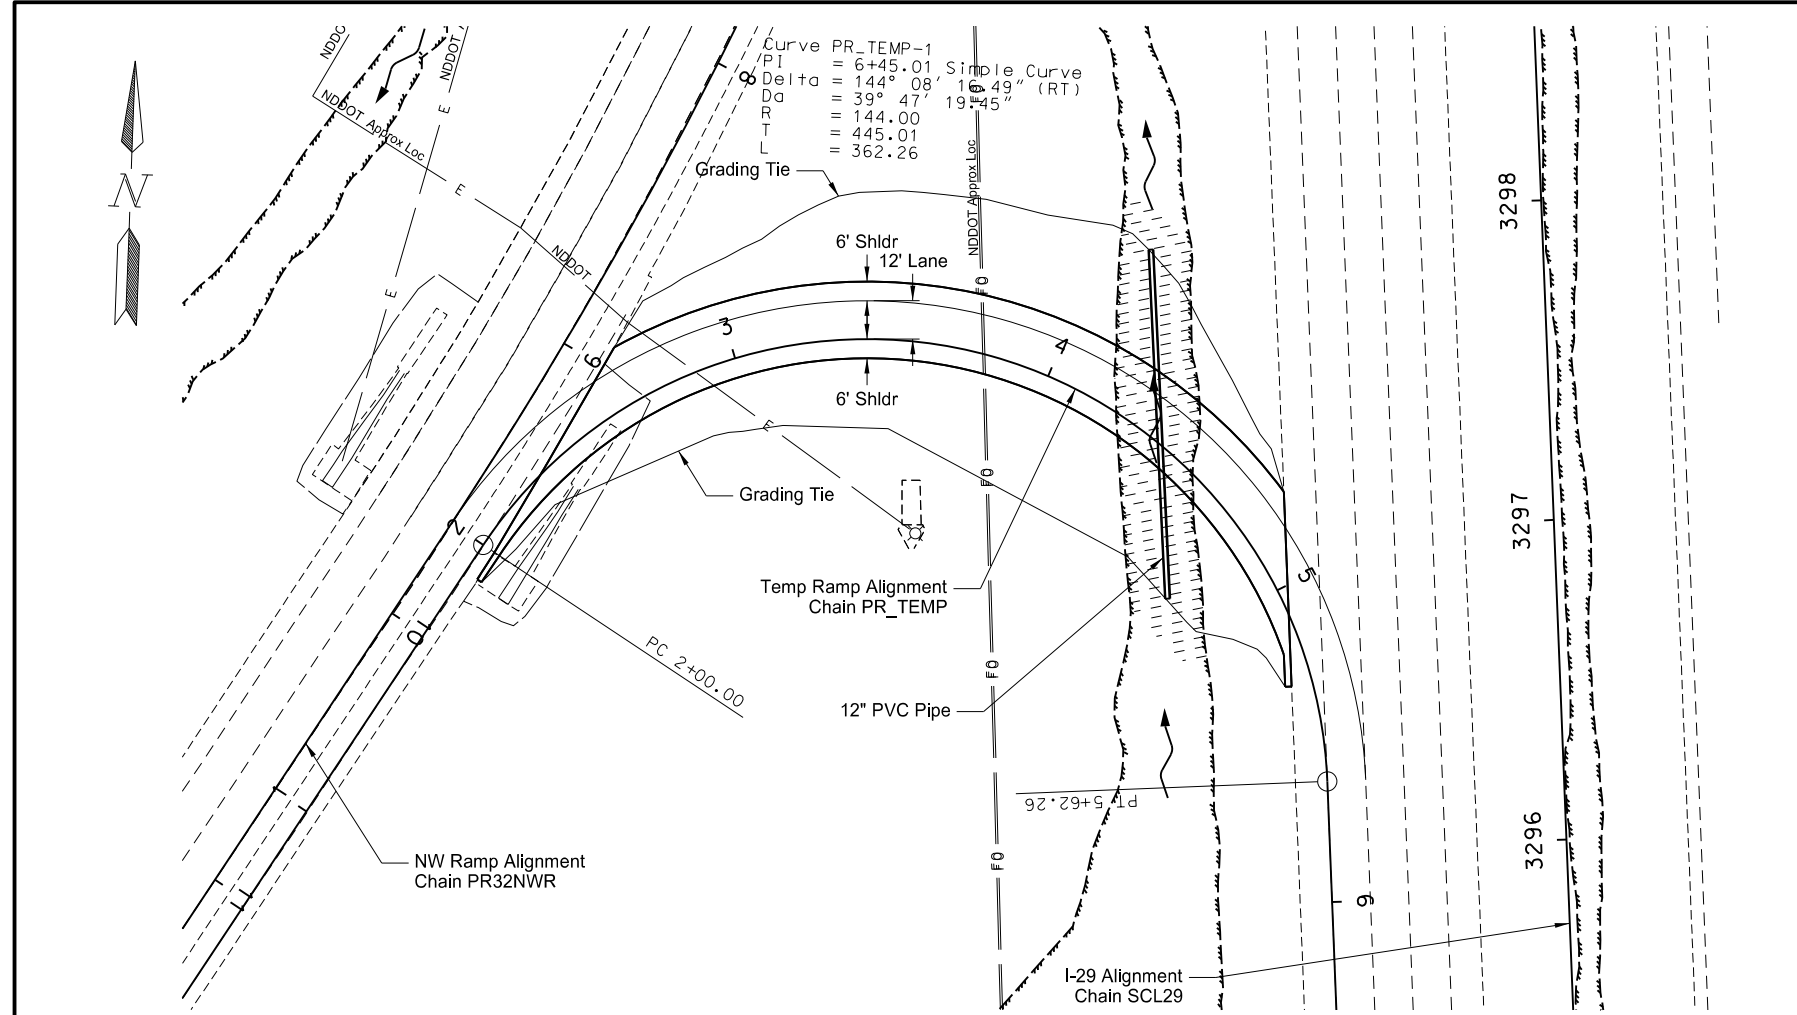 NDDO
NDDOT
E
NDDOT Approx Loc
E
E
NDDOT
E
FO
FO
FO
FO
FO
NDDOT Approx Loc
Curve PR_TEMP-1
PI = 6+45.01 Simple Curve
Delta = 144° 08' 16.49" (RT)
Da = 39° 47' 19.45"
R = 144.00
T = 445.01
L = 362.26
N
Grading Tie
6' Shldr
12' Lane
6' Shldr
Grading Tie
8
9
3
4
2
5
0
6
3298
3297
3296
Temp Ramp Alignment
Chain PR_TEMP
PC 2+00.00
12" PVC Pipe
PT 5+62.26
NW Ramp Alignment
Chain PR32NWR
I-29 Alignment
Chain SCL29